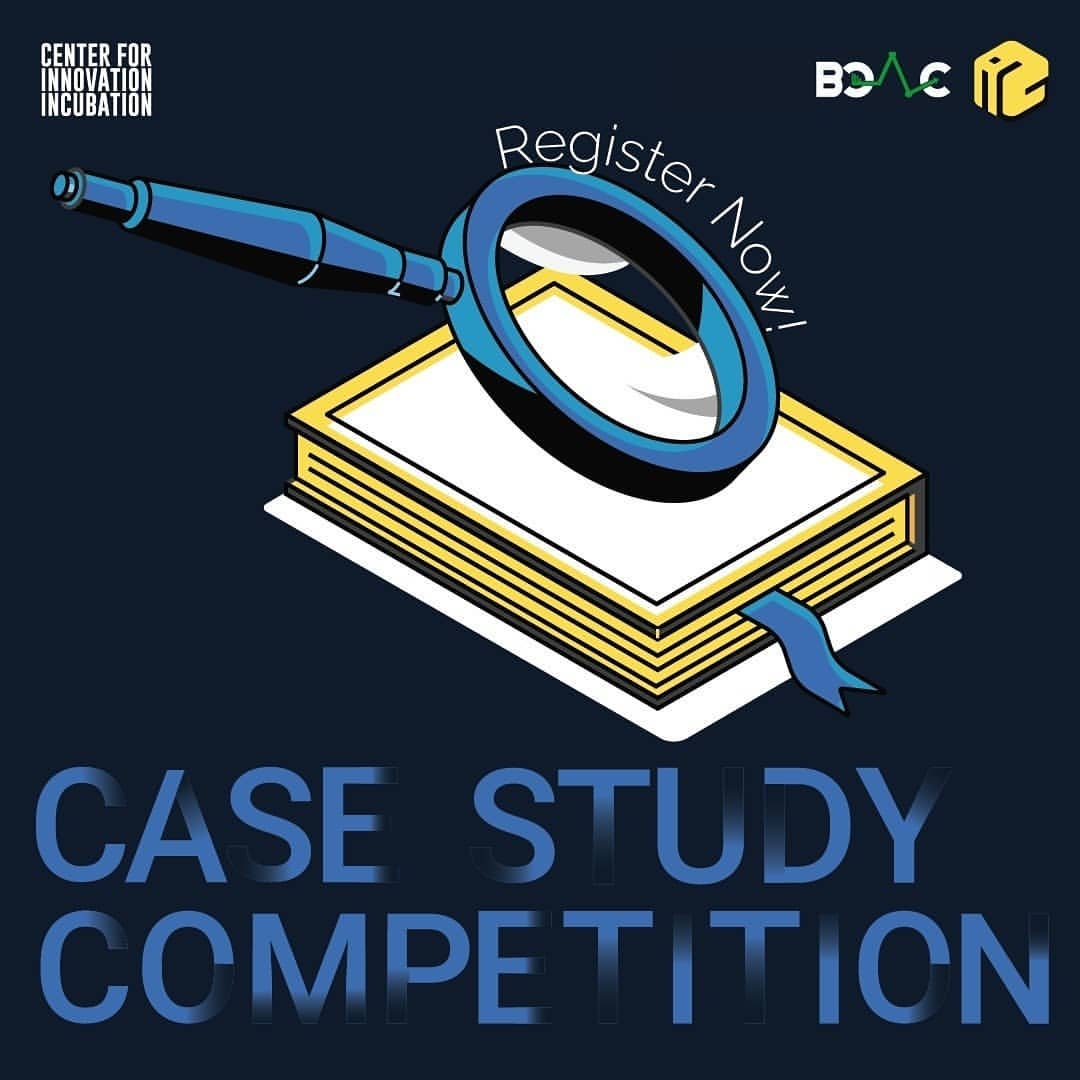 CENTER FOR
INNOVATION
INCUBATION
Register Now!
CASE STUDY
COMPETITION